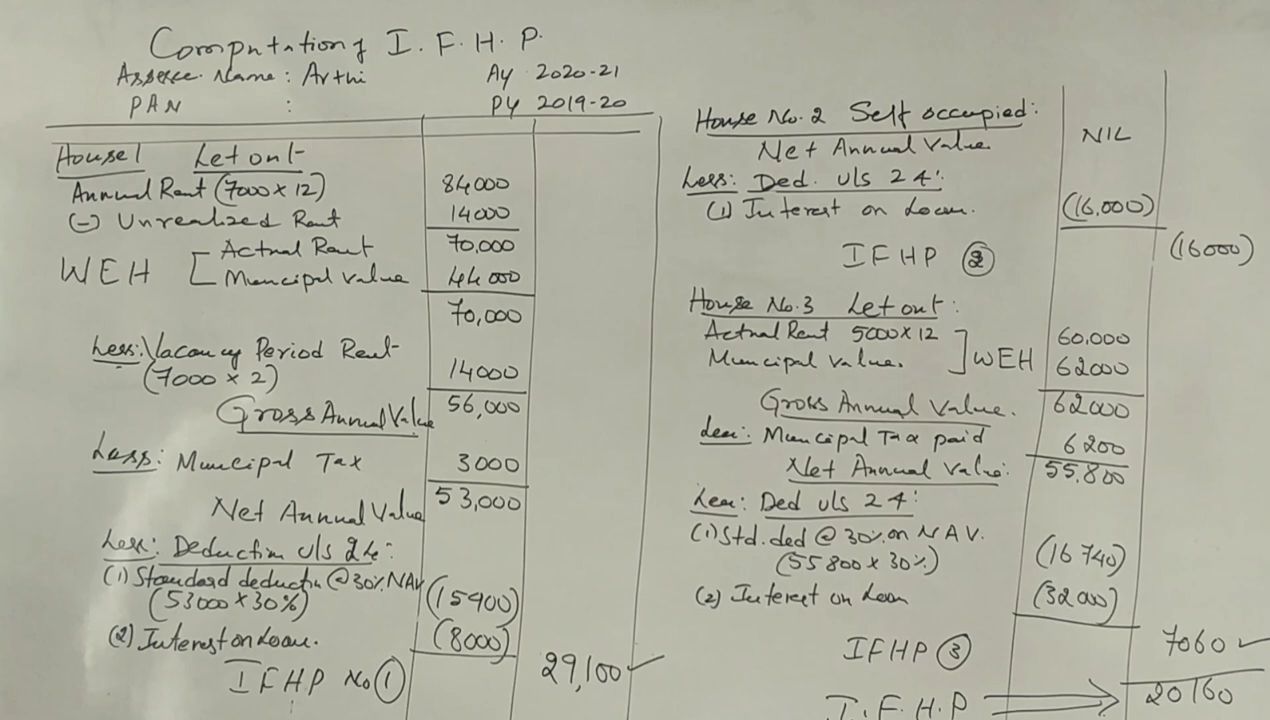 Computation of I. F. H. P.
Assessee Name : Arthi AY 2020-21
PAN : PY 2019-20
House 1 Let out
Annual Rent (7000 x 12) 84000
(-) Unrealized Rent 14000
WEH [ Actual Rent 70,000
Muncipal value 44000
70,000
Less: Vacancy Period Rent
(7000 x 2) 14000
Gross Annual Value 56,000
Less: Muncipal Tax 3000
Net Annual Value 53,000
Less: Deduction u/s 24:
(1) Standard deductin @ 30% NAV
(53000 x 30%) (15900)
(2) Interest on Loan. (8000)
IFHP No ① 29,100 ✓
House No. 2 Self occupied:
Net Annual Value NIL
Less: Ded. u/s 24:
(1) Interest on Loan. (16,000)
IFHP ② (16000)
House No. 3 Let out:
Actual Rent 5000 x 12 ] WEH 60,000
Muncipal Value. 62000
Gross Annual Value. 62000
Less: Muncipal Tax paid 6200
Net Annual Value: 55,800
Less: Ded u/s 24:
(1) Std. ded @ 30% on NAV.
(55800 x 30%) (16740)
(2) Interest on Loan (32000)
IFHP ③ 7060 ✓
I. F. H. P → 20160